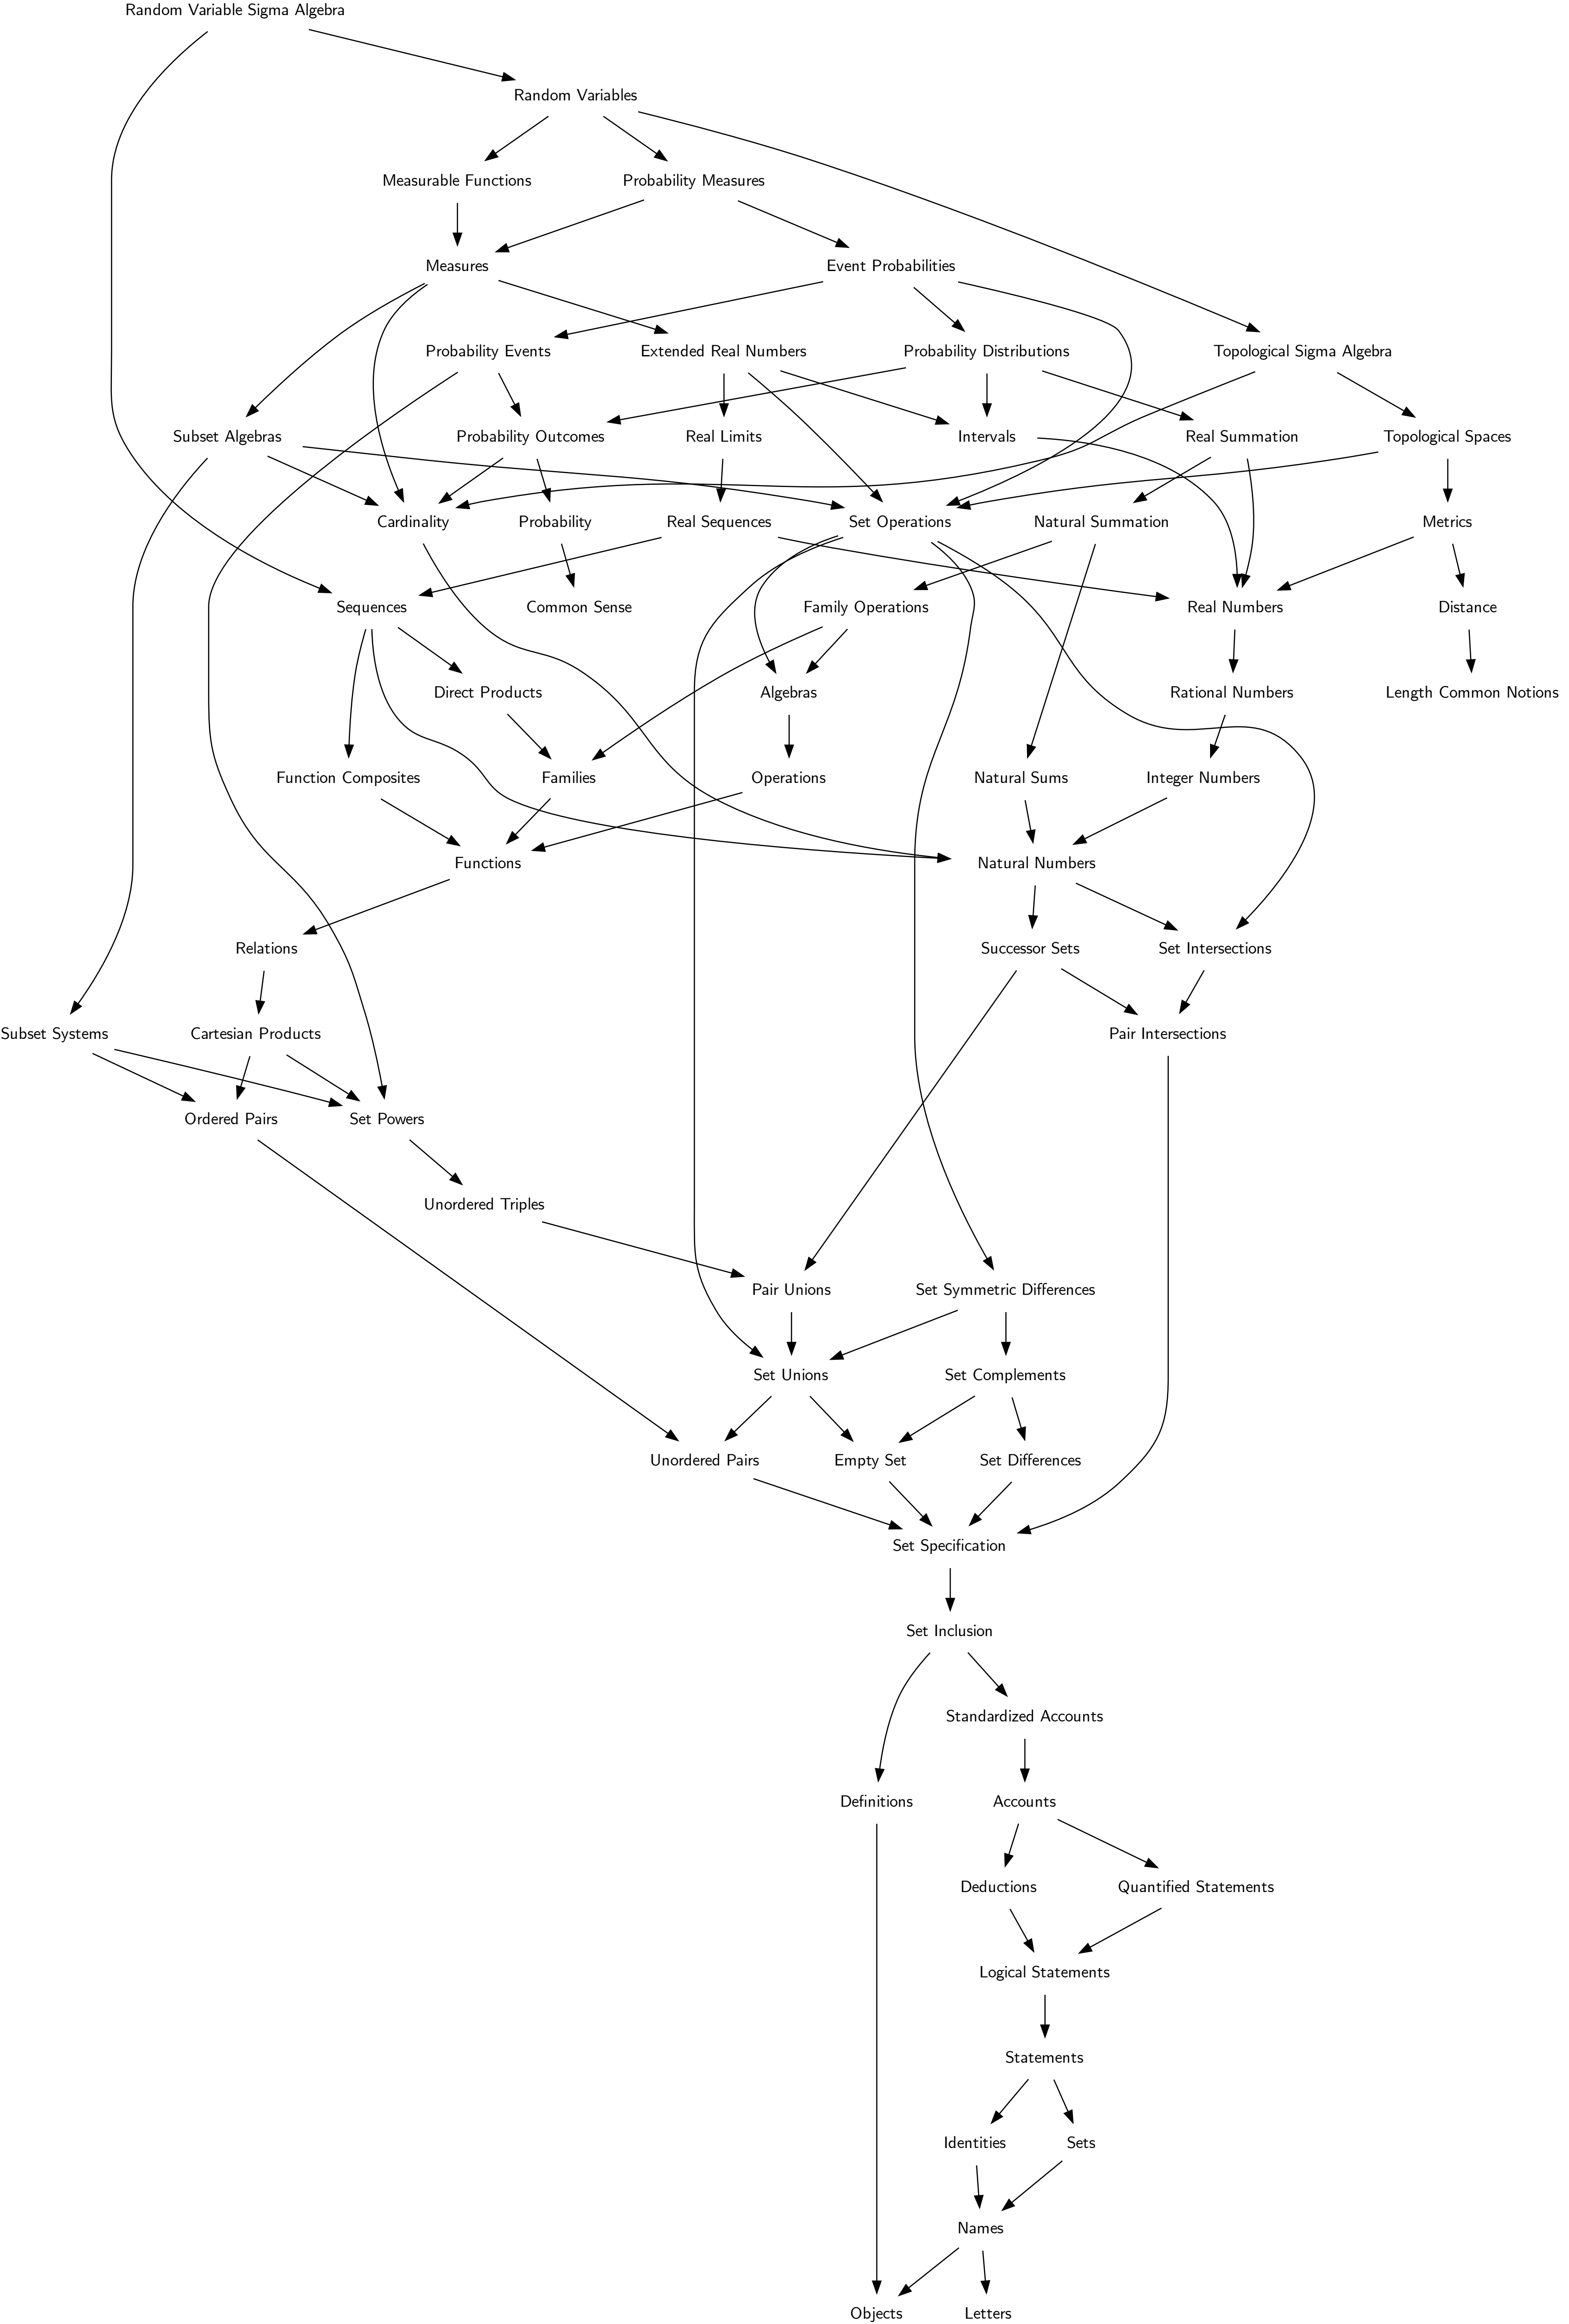 Random Variable Sigma Algebra
Random Variables
Measurable Functions
Probability Measures
Measures
Event Probabilities
Probability Events
Extended Real Numbers
Probability Distributions
Topological Sigma Algebra
Subset Algebras
Probability Outcomes
Real Limits
Intervals
Real Summation
Topological Spaces
Cardinality
Probability
Real Sequences
Set Operations
Natural Summation
Metrics
Sequences
Common Sense
Family Operations
Real Numbers
Distance
Direct Products
Algebras
Rational Numbers
Length Common Notions
Function Composites
Families
Operations
Natural Sums
Integer Numbers
Functions
Natural Numbers
Relations
Successor Sets
Set Intersections
Subset Systems
Cartesian Products
Pair Intersections
Ordered Pairs
Set Powers
Unordered Triples
Pair Unions
Set Symmetric Differences
Set Unions
Set Complements
Unordered Pairs
Empty Set
Set Differences
Set Specification
Set Inclusion
Standardized Accounts
Definitions
Accounts
Deductions
Quantified Statements
Logical Statements
Statements
Identities
Sets
Names
Objects
Letters